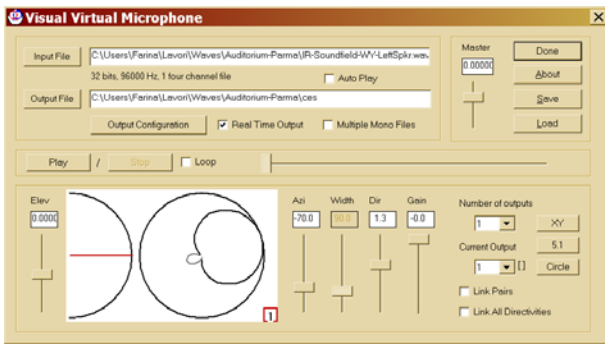 Visual Virtual Microphone
Input File C:\Users\Farina\Lavori\Waves\Auditorium-Parma\IR-Soundfield-WY-LeftSpkr.wav
32 bits, 96000 Hz, 1 four channel file Auto Play
Output File C:\Users\Farina\Lavori\Waves\Auditorium-Parma\ces
Output Configuration Real Time Output Multiple Mono Files
Master
0.00000
Done
About
Save
Load
Play / Stop Loop
Elev
0.0000
1
Azi Width Dir Gain
-70.0 90.0 1.3 -0.0
Number of outputs
1 XY
Current Output 5.1
1 [] Circle
Link Pairs
Link All Directivities